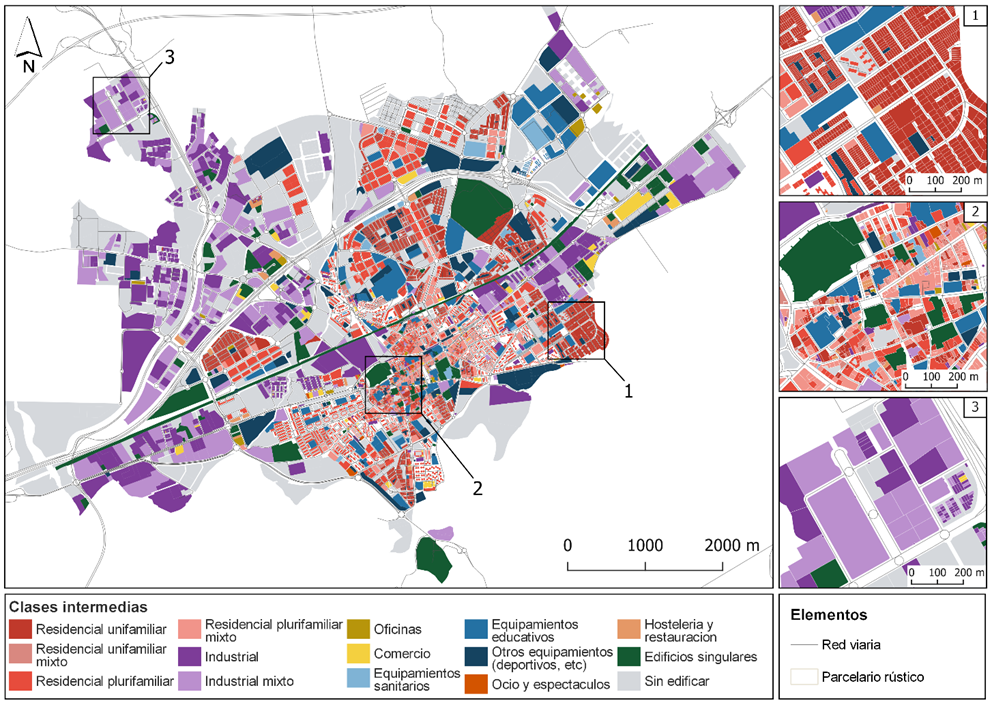 N
3
1
2
0 1000 2000 m
1
0 100 200 m
2
0 100 200 m
3
0 100 200 m
Clases intermedias
Residencial unifamiliar
Residencial unifamiliar
mixto
Residencial plurifamiliar
Residencial plurifamiliar
mixto
Industrial
Industrial mixto
Oficinas
Comercio
Equipamientos
sanitarios
Equipamientos
educativos
Otros equipamientos
(deportivos, etc)
Ocio y espectaculos
Hosteleria y
restauracion
Edificios singulares
Sin edificar
Elementos
Red viaria
Parcelario rústico